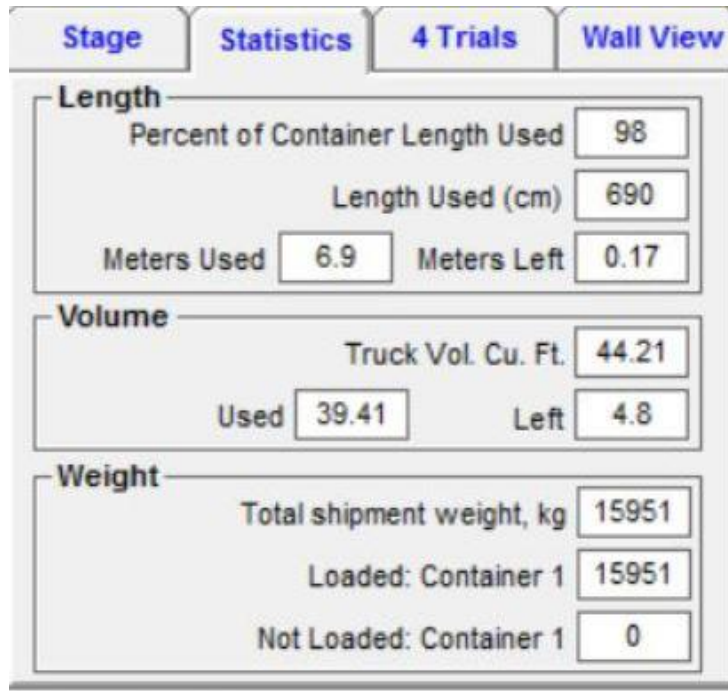 Stage Statistics 4 Trials Wall View
Length
Percent of Container Length Used 98
Length Used (cm) 690
Meters Used 6.9 Meters Left 0.17
Volume
Truck Vol. Cu. Ft. 44.21
Used 39.41 Left 4.8
Weight
Total shipment weight, kg 15951
Loaded: Container 1 15951
Not Loaded: Container 1 0